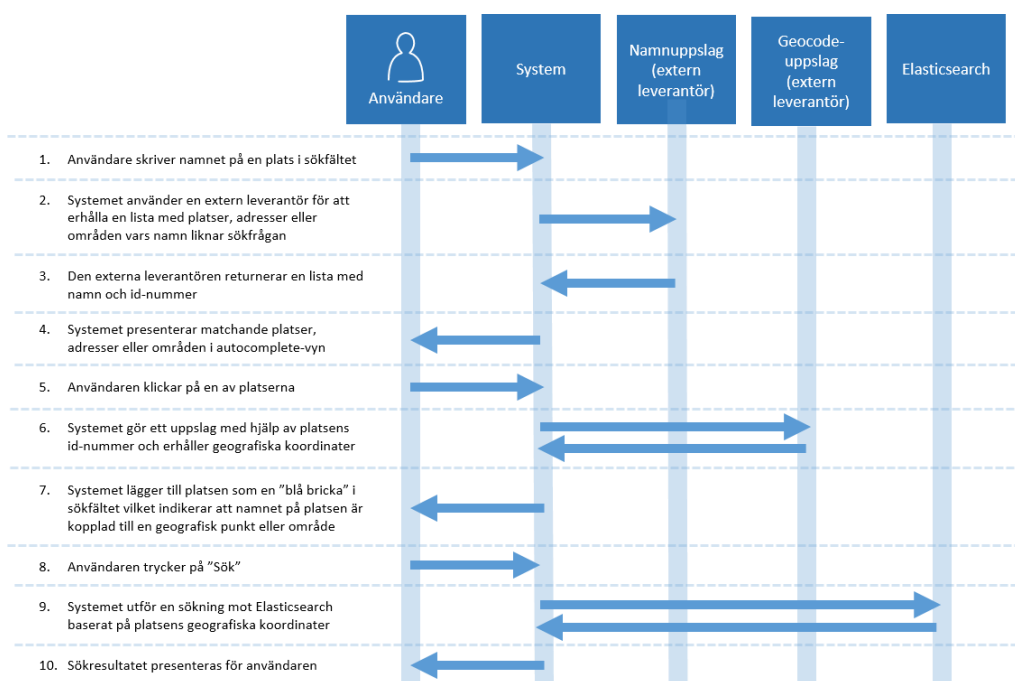 Användare
System
Namnuppslag
(extern
leverantör)
Geocode-
uppslag
(extern
leverantör)
Elasticsearch
1. Användare skriver namnet på en plats i sökfältet
2. Systemet använder en extern leverantör för att
erhålla en lista med platser, adresser eller
områden vars namn liknar sökfrågan
3. Den externa leverantören returnerar en lista med
namn och id-nummer
4. Systemet presenterar matchande platser,
adresser eller områden i autocomplete-vyn
5. Användaren klickar på en av platserna
6. Systemet gör ett uppslag med hjälp av platsens
id-nummer och erhåller geografiska koordinater
7. Systemet lägger till platsen som en ”blå bricka” i
sökfältet vilket indikerar att namnet på platsen är
kopplad till en geografisk punkt eller område
8. Användaren trycker på ”Sök”
9. Systemet utför en sökning mot Elasticsearch
baserat på platsens geografiska koordinater
10. Sökresultatet presenteras för användaren